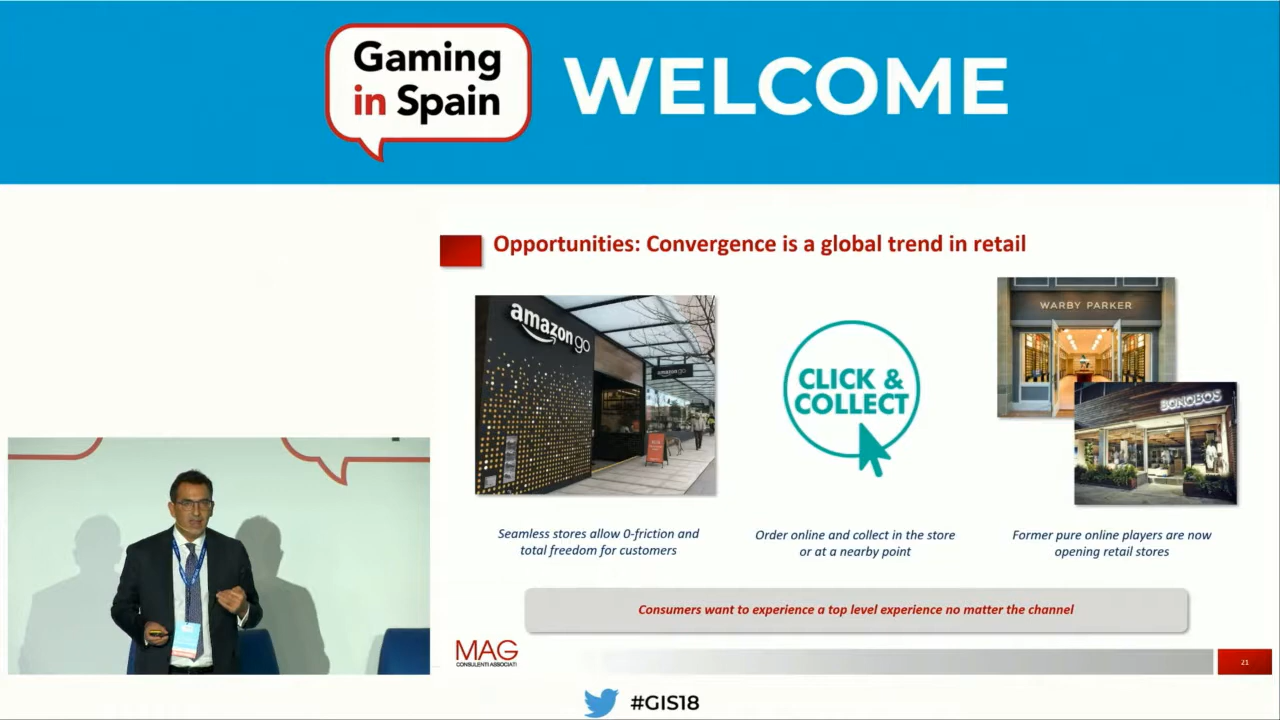 Gaming
in Spain
WELCOME
Opportunities: Convergence is a global trend in retail
amazon go
amazon go
CLICK &
COLLECT
WARBY PARKER
BONOBOS
Seamless stores allow 0-friction and
total freedom for customers
Order online and collect in the store
or at a nearby point
Former pure online players are now
opening retail stores
Consumers want to experience a top level experience no matter the channel
MAG
CONSULENTI ASSOCIATI
21
#GIS18